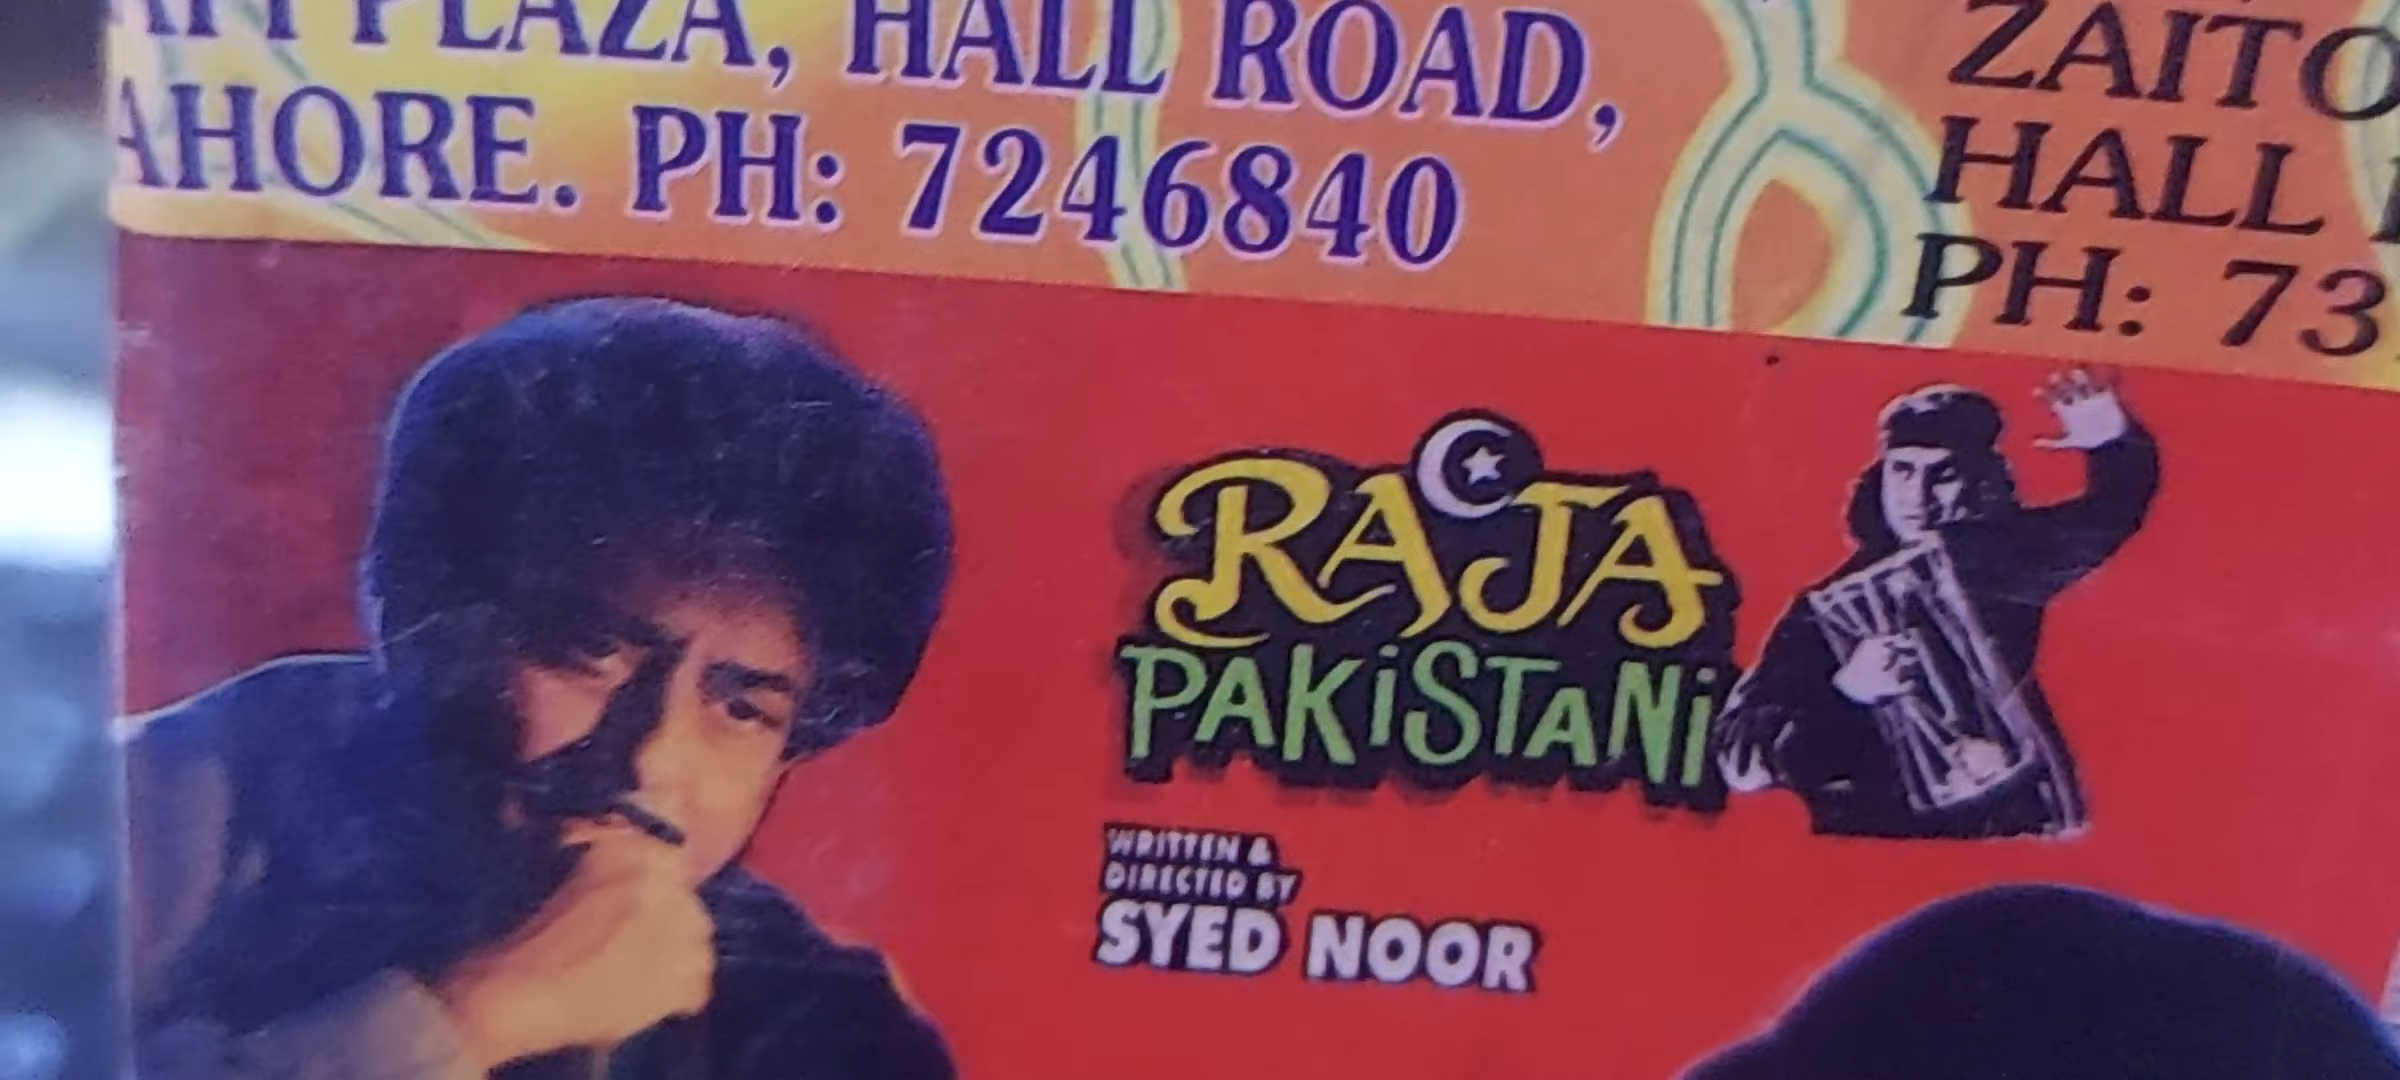 PLAZA, HALL ROAD,
AHORE. PH: 7246840
ZAITO
HALL
PH: 73
RAJA
PAKiSTANi
WRITTEN &
DIRECTED BY
SYED NOOR